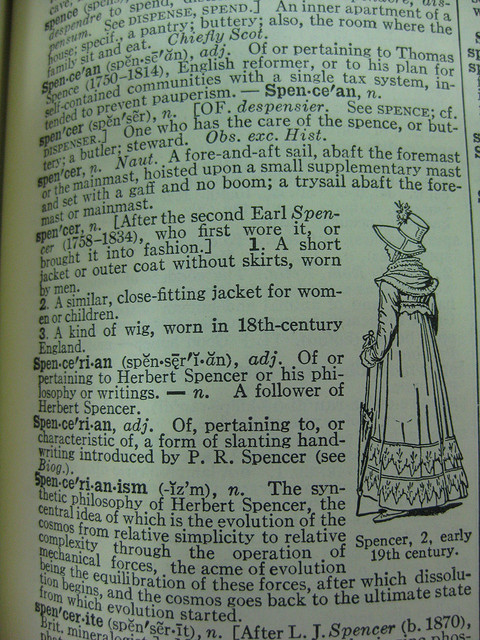 spence (spĕns), n.
despendre to spend,
pensum. See DISPENSE, SPEND.] An inner apartment of a
house; specif., a pantry; buttery; also, the room where the
family sit and eat. Chiefly Scot.
Spen·ce'an (spĕn·sē'ăn), adj. Of or pertaining to Thomas
Spence (1750–1814), English reformer, or to his plan for
self-contained communities with a single tax system, in-
tended to prevent pauperism. — Spen·ce'an, n.
spen'cer (spĕn'sẽr), n. [OF. despensier. See SPENCE; cf.
DISPENSER.] One who has the care of the spence, or but-
tery; a butler; steward. Obs. exc. Hist.
spen'cer, n. Naut. A fore-and-aft sail, abaft the foremast
or the mainmast, hoisted upon a small supplementary mast
and set with a gaff and no boom; a trysail abaft the fore-
mast or mainmast.
spen'cer, n. [After the second Earl Spen-
cer (1758–1834), who first wore it, or
brought it into fashion.] 1. A short
jacket or outer coat without skirts, worn
by men.
2. A similar, close-fitting jacket for wom-
en or children.
3. A kind of wig, worn in 18th-century
England.
Spen·ce'ri·an (spĕn·sẽr'ĭ·ăn), adj. Of or
pertaining to Herbert Spencer or his phi-
losophy or writings. — n. A follower of
Herbert Spencer.
Spen·ce'ri·an, adj. Of, pertaining to, or
characteristic of, a form of slanting hand-
writing introduced by P. R. Spencer (see
Biog.).
Spen·ce'ri·an·ism (-ĭz'm), n. The syn-
thetic philosophy of Herbert Spencer, the
central idea of which is the evolution of the
cosmos from relative simplicity to relative
complexity through the operation of
mechanical forces, the acme of evolution
being the equilibration of these forces, after which dissolu-
tion begins, and the cosmos goes back to the ultimate state
from which evolution started.
spen'cer·ite (spĕn'sẽr·īt), n. [After L. J. Spencer (b. 1870),
Brit. mineralogist
Spencer, 2, early
19th century.